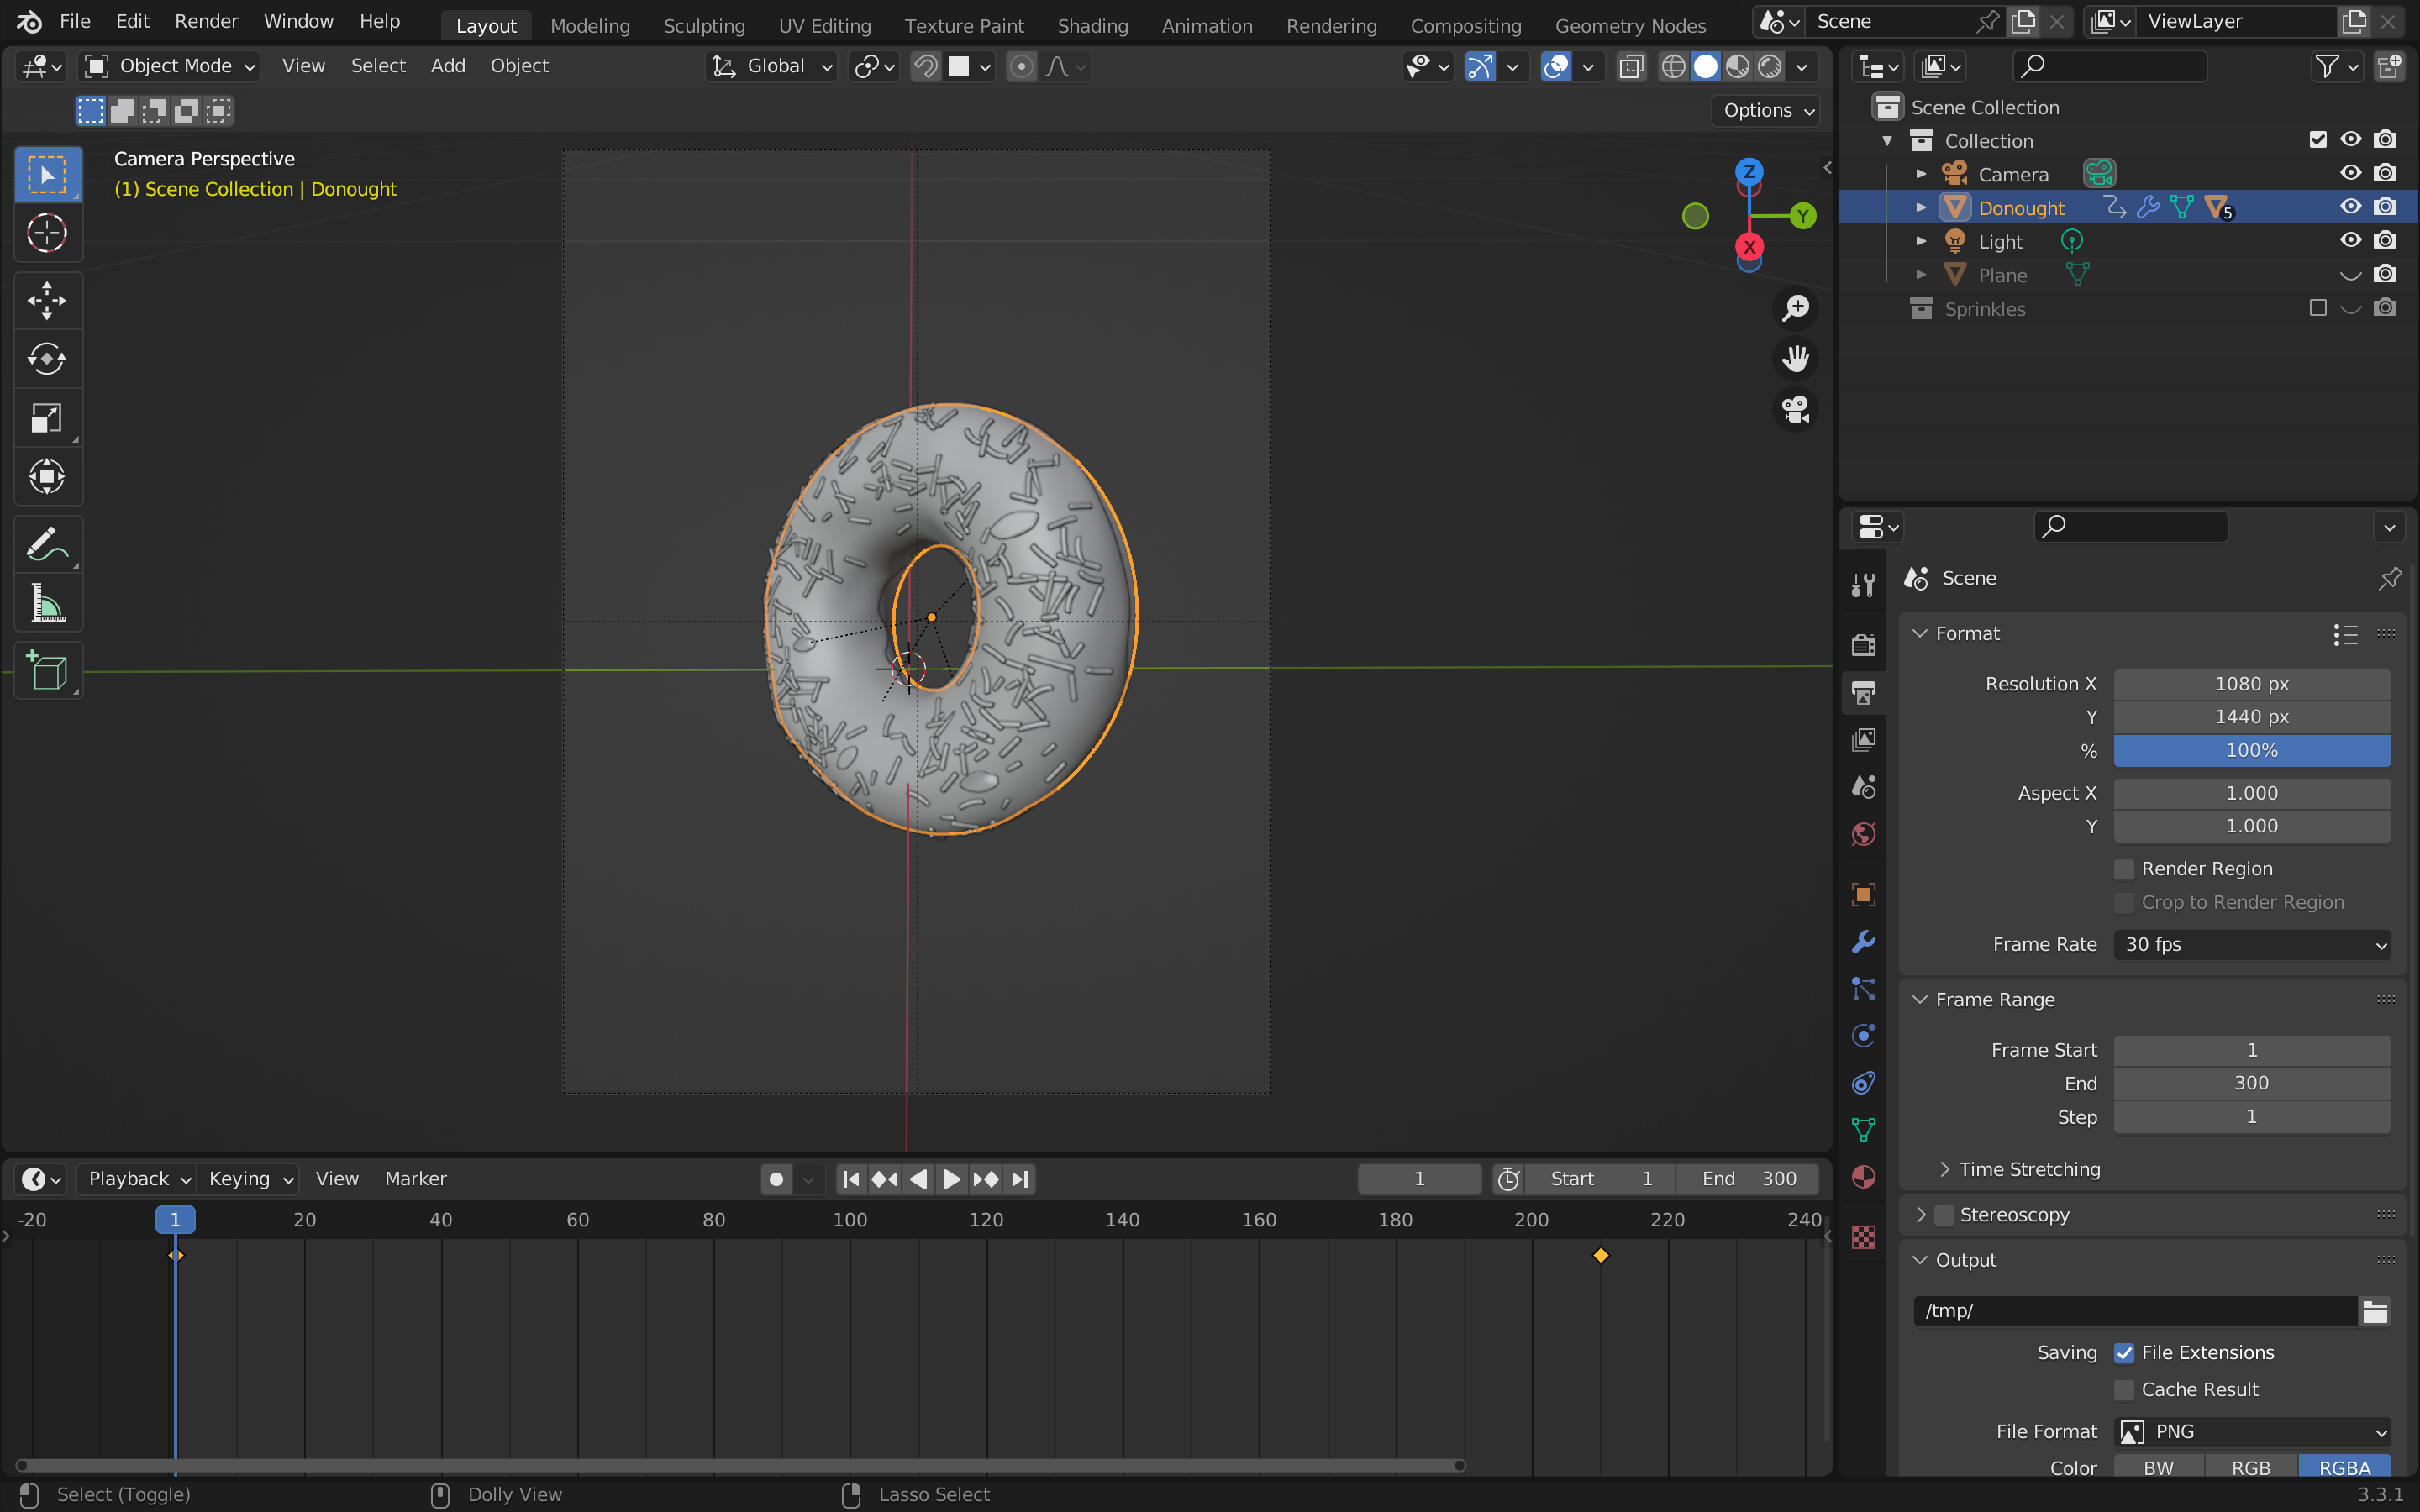 File Edit Render Window Help Layout Modeling Sculpting UV Editing Texture Paint Shading Animation Rendering Compositing Geometry Nodes Scene ViewLayer
Object Mode View Select Add Object Global
Options
Camera Perspective
(1) Scene Collection | Donought
Z
Y
X
Scene Collection
Collection
Camera
Donought 5
Light
Plane
Sprinkles
Scene
Format
Resolution X 1080 px
Y 1440 px
% 100%
Aspect X 1.000
Y 1.000
Render Region
Crop to Render Region
Frame Rate 30 fps
Frame Range
Frame Start 1
End 300
Step 1
Time Stretching
Stereoscopy
Output
/tmp/
Saving File Extensions
Cache Result
File Format PNG
Color BW RGB RGBA
Playback Keying View Marker 1 Start 1 End 300
-20 1 20 40 60 80 100 120 140 160 180 200 220 240
Select (Toggle) Dolly View Lasso Select 3.3.1